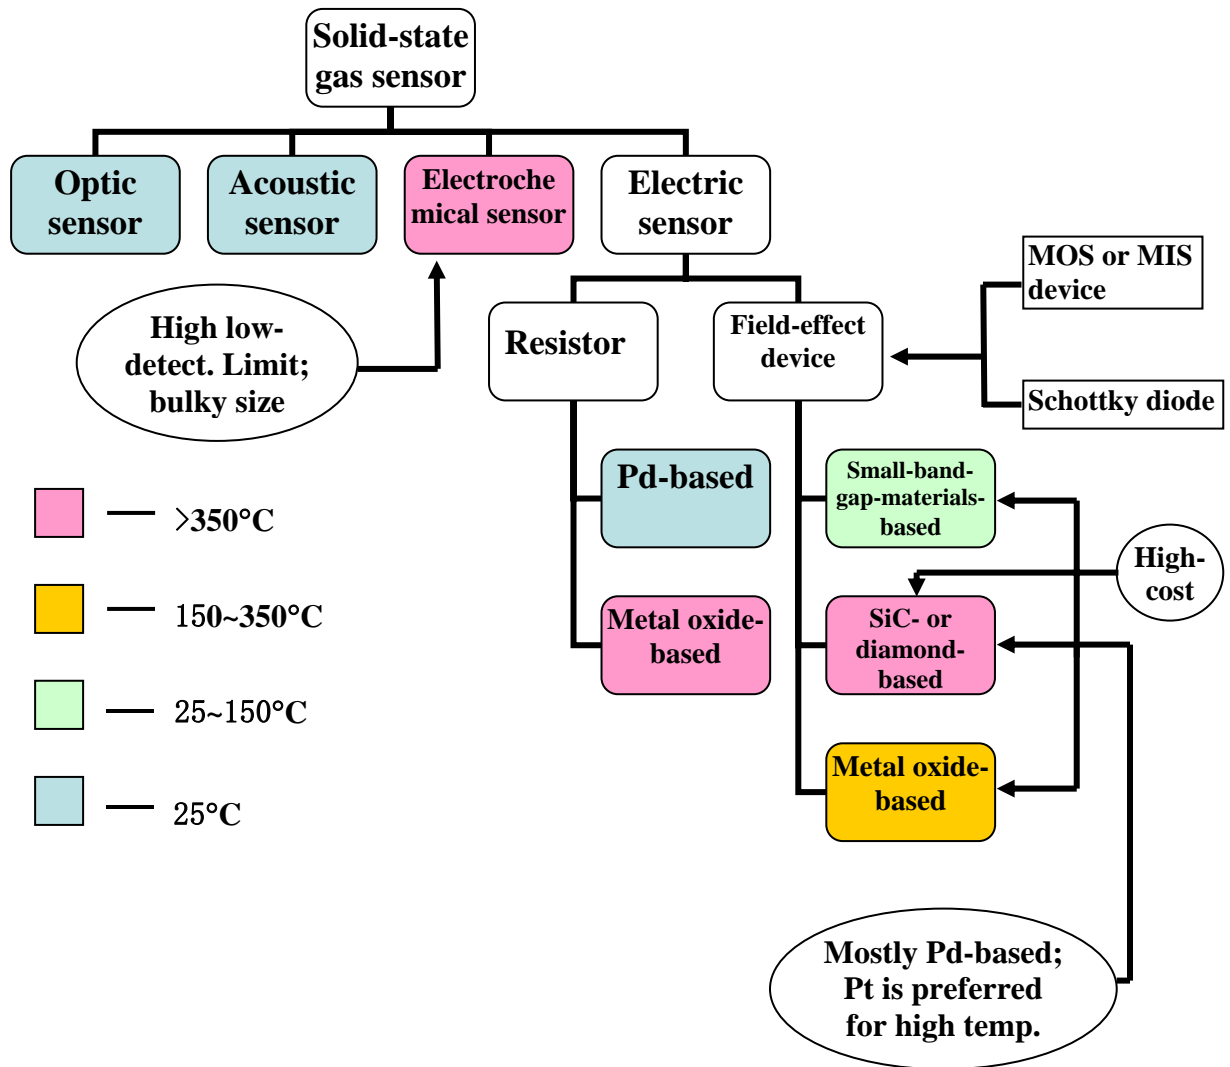 Solid-state
gas sensor
Optic
sensor
Acoustic
sensor
Electroche
mical sensor
Electric
sensor
MOS or MIS
device
High low-
detect. Limit;
bulky size
Resistor
Field-effect
device
Schottky diode
Pd-based
Small-band-
gap-materials-
based
>350°C
High-
cost
150~350°C
Metal oxide-
based
SiC- or
diamond-
based
25~150°C
Metal oxide-
based
25°C
Mostly Pd-based;
Pt is preferred
for high temp.